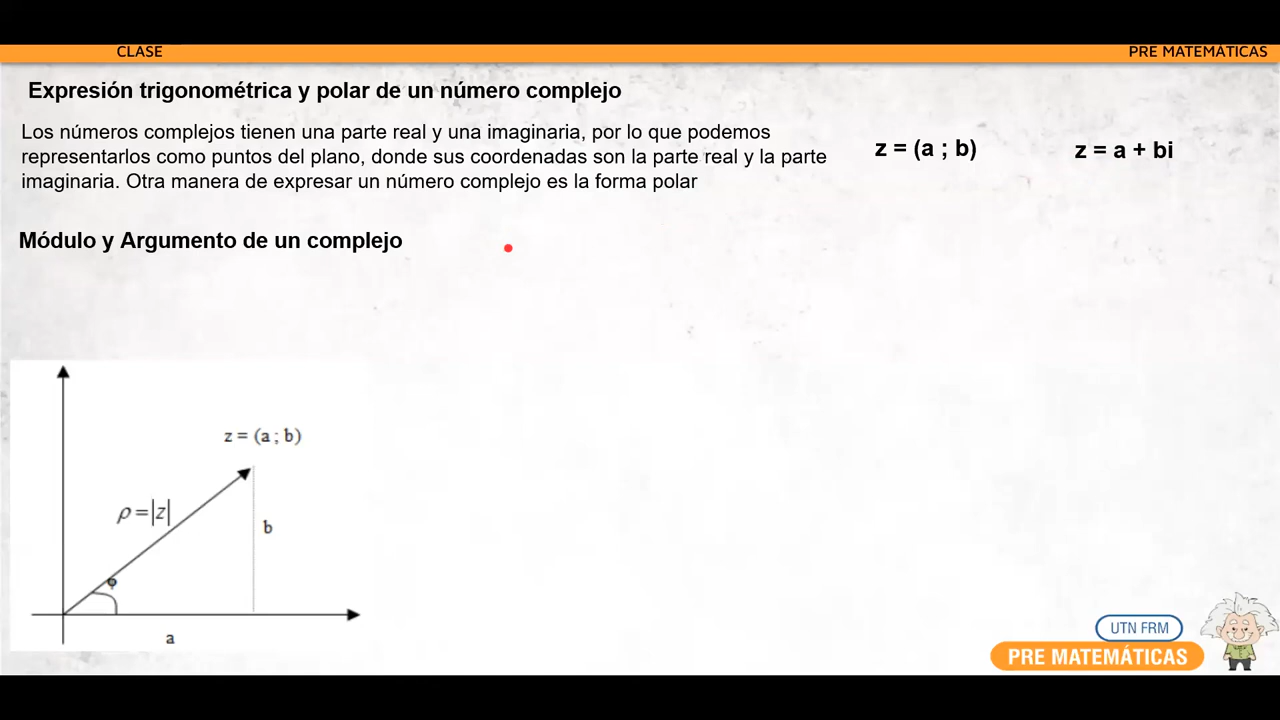 CLASE
PRE MATEMÁTICAS
Expresión trigonométrica y polar de un número complejo
Los números complejos tienen una parte real y una imaginaria, por lo que podemos
representarlos como puntos del plano, donde sus coordenadas son la parte real y la parte
imaginaria. Otra manera de expresar un número complejo es la forma polar
z = (a ; b)
z = a + bi
Módulo y Argumento de un complejo
z = (a ; b)
ρ=|z|
b
φ
a
UTN FRM
PRE MATEMÁTICAS